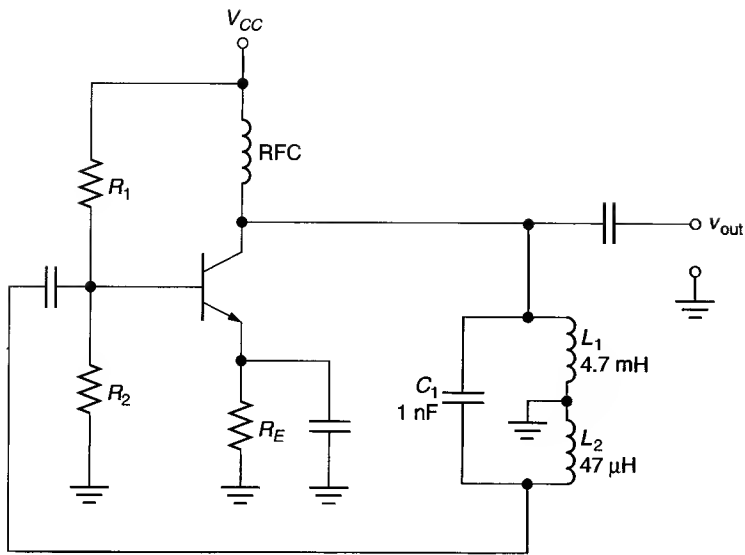 V_CC
RFC
R_1
v_out
R_2
R_E
C_1
1 nF
L_1
4.7 mH
L_2
47 μH